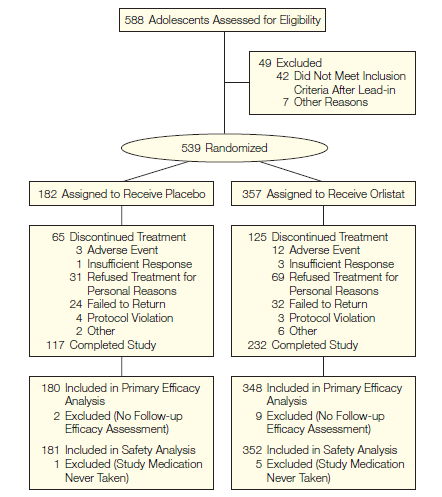 588 Adolescents Assessed for Eligibility
49 Excluded
42 Did Not Meet Inclusion
Criteria After Lead-in
7 Other Reasons
539 Randomized
182 Assigned to Receive Placebo
357 Assigned to Receive Orlistat
65 Discontinued Treatment
3 Adverse Event
1 Insufficient Response
31 Refused Treatment for
Personal Reasons
24 Failed to Return
4 Protocol Violation
2 Other
117 Completed Study
125 Discontinued Treatment
12 Adverse Event
3 Insufficient Response
69 Refused Treatment for
Personal Reasons
32 Failed to Return
3 Protocol Violation
6 Other
232 Completed Study
180 Included in Primary Efficacy
Analysis
2 Excluded (No Follow-up
Efficacy Assessment)
181 Included in Safety Analysis
1 Excluded (Study Medication
Never Taken)
348 Included in Primary Efficacy
Analysis
9 Excluded (No Follow-up
Efficacy Assessment)
352 Included in Safety Analysis
5 Excluded (Study Medication
Never Taken)